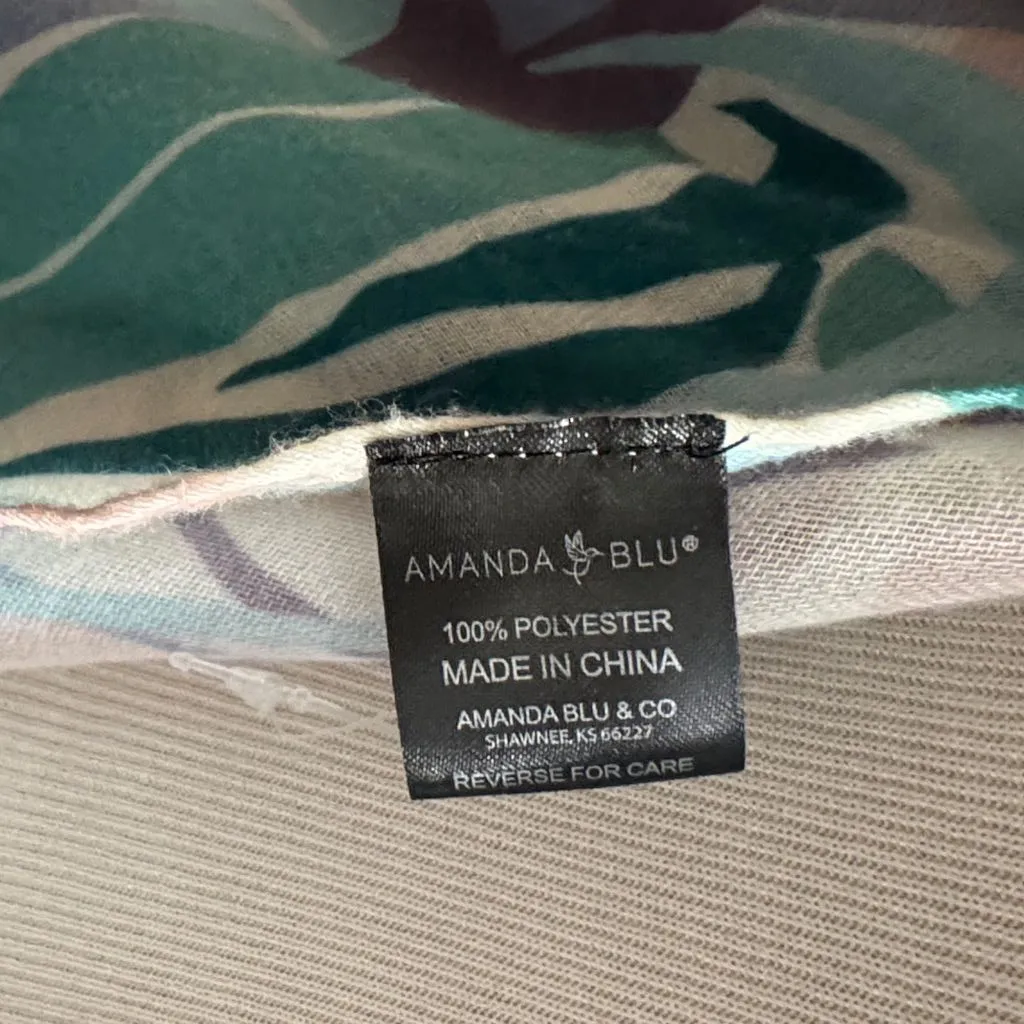 AMANDA BLU®
100% POLYESTER
MADE IN CHINA
AMANDA BLU & CO
SHAWNEE, KS 66227
REVERSE FOR CARE